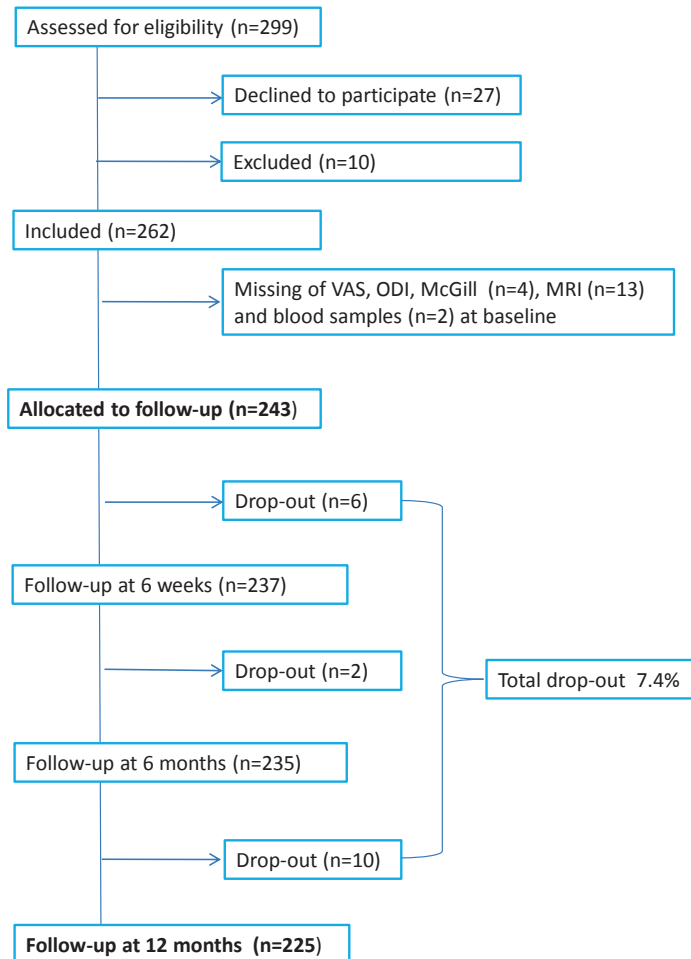 Assessed for eligibility (n=299)
Declined to participate (n=27)
Excluded (n=10)
Included (n=262)
Missing of VAS, ODI, McGill (n=4), MRI (n=13)
and blood samples (n=2) at baseline
Allocated to follow-up (n=243)
Drop-out (n=6)
Follow-up at 6 weeks (n=237)
Drop-out (n=2)
Total drop-out 7.4%
Follow-up at 6 months (n=235)
Drop-out (n=10)
Follow-up at 12 months (n=225)